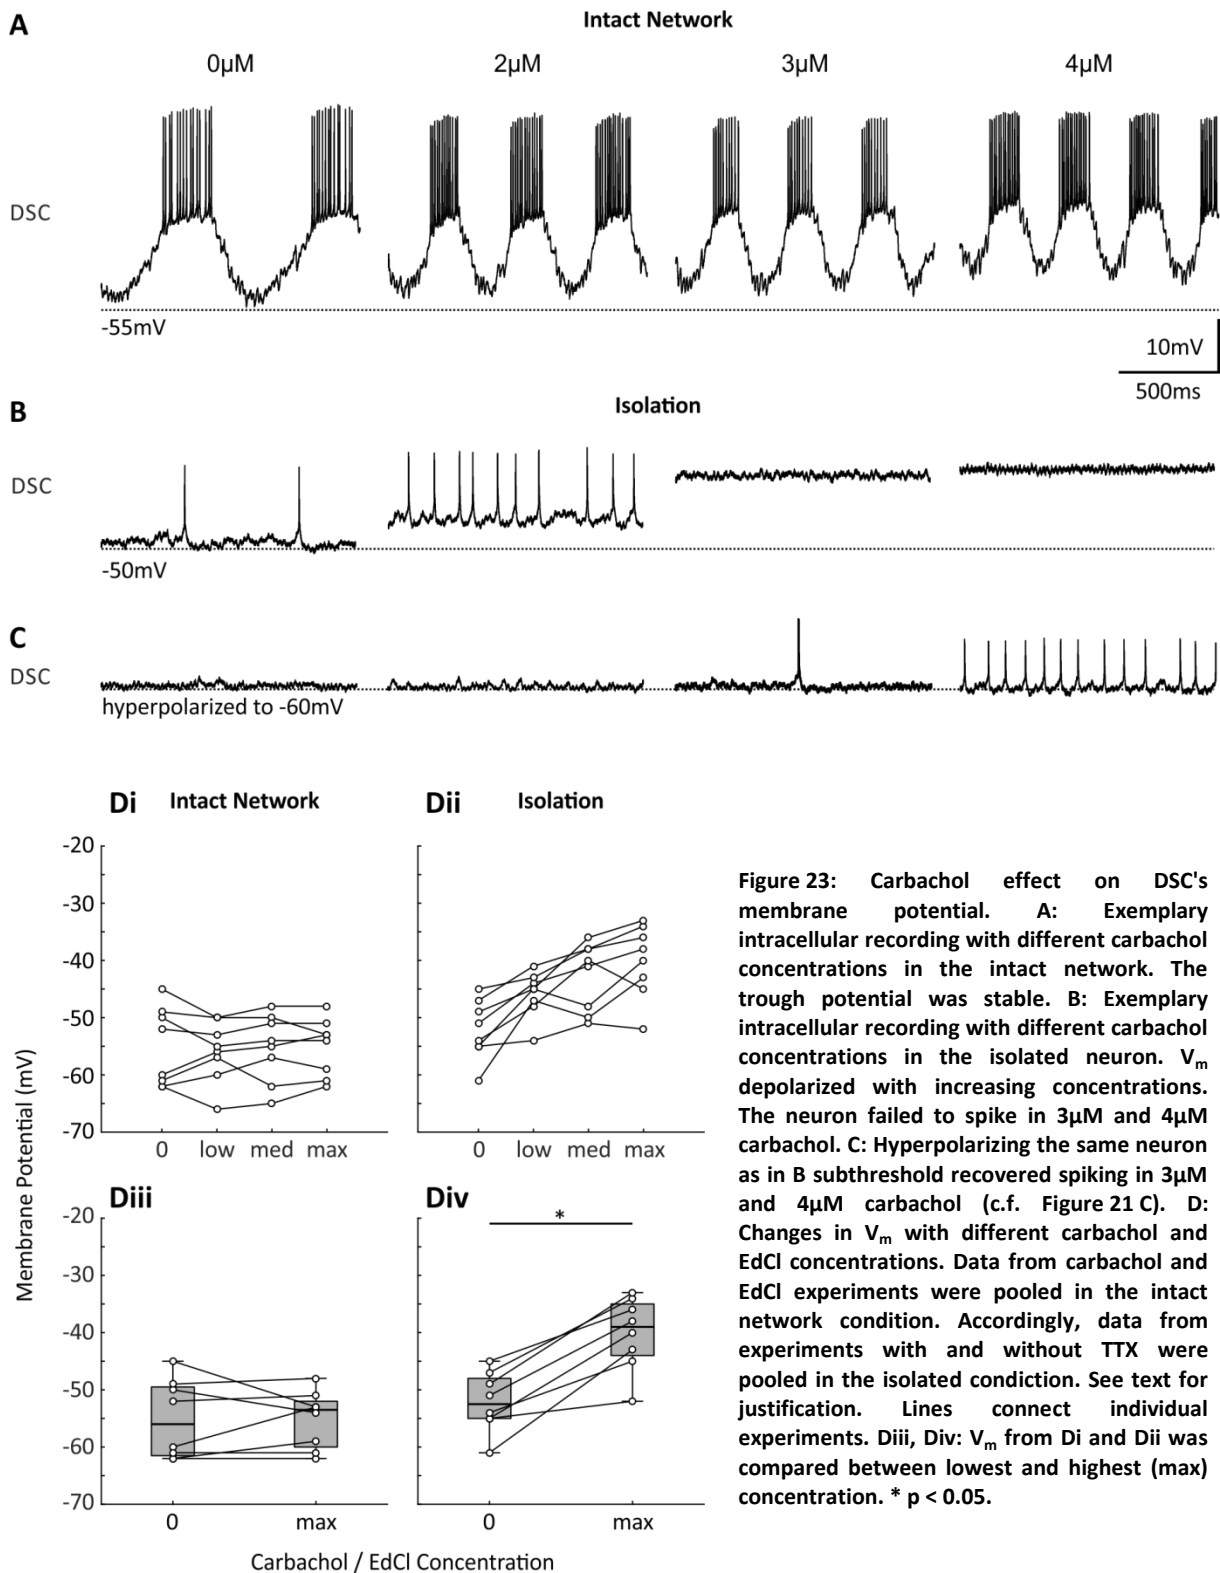 A
Intact Network
0µM
2µM
3µM
4µM
DSC
-55mV
10mV
500ms
B
Isolation
DSC
-50mV
C
DSC
hyperpolarized to -60mV
Di Intact Network
Dii Isolation
-20
-30
-40
-50
-60
-70
0 low med max
0 low med max
Diii
Div
-20
-30
-40
-50
-60
-70
*
0 max
0 max
Membrane Potential (mV)
Carbachol / EdCl Concentration
Figure 23: Carbachol effect on DSC's
membrane potential. A: Exemplary
intracellular recording with different carbachol
concentrations in the intact network. The
trough potential was stable. B: Exemplary
intracellular recording with different carbachol
concentrations in the isolated neuron. Vm
depolarized with increasing concentrations.
The neuron failed to spike in 3µM and 4µM
carbachol. C: Hyperpolarizing the same neuron
as in B subthreshold recovered spiking in 3µM
and 4µM carbachol (c.f. Figure 21 C). D:
Changes in Vm with different carbachol and
EdCl concentrations. Data from carbachol and
EdCl experiments were pooled in the intact
network condition. Accordingly, data from
experiments with and without TTX were
pooled in the isolated condiction. See text for
justification. Lines connect individual
experiments. Diii, Div: Vm from Di and Dii was
compared between lowest and highest (max)
concentration. * p < 0.05.